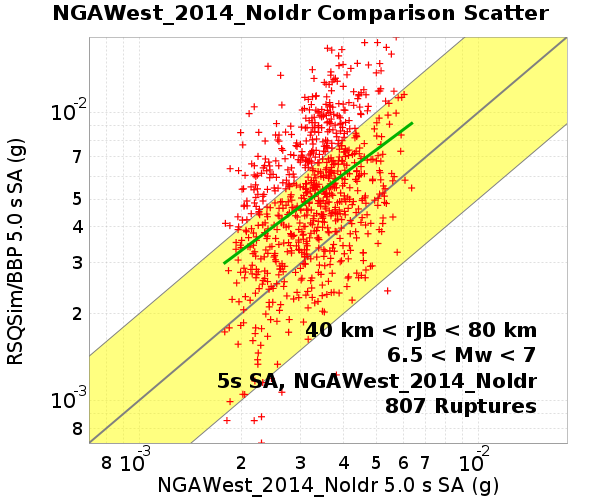 NGAWest_2014_NoIdr Comparison Scatter
RSQSim/BBP 5.0 s SA (g)
10-2
7
5
4
3
2
10-3
8
40 km < rJB < 80 km
6.5 < Mw < 7
5s SA, NGAWest_2014_NoIdr
807 Ruptures
8 10-3 2 3 4 5 6 7 10-2
NGAWest_2014_NoIdr 5.0 s SA (g)